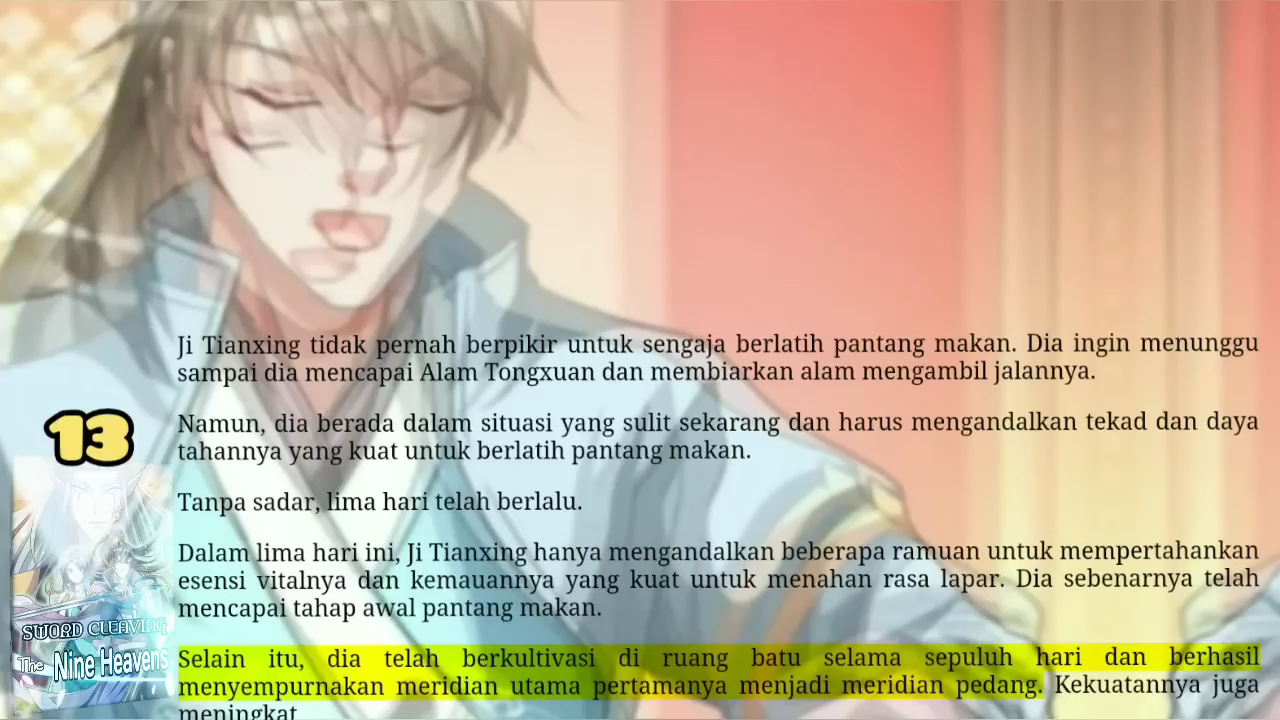 Ji Tianxing tidak pernah berpikir untuk sengaja berlatih pantang makan. Dia ingin menunggu
sampai dia mencapai Alam Tongxuan dan membiarkan alam mengambil jalannya.
Namun, dia berada dalam situasi yang sulit sekarang dan harus mengandalkan tekad dan daya
tahannya yang kuat untuk berlatih pantang makan.
13
Tanpa sadar, lima hari telah berlalu.
Dalam lima hari ini, Ji Tianxing hanya mengandalkan beberapa ramuan untuk mempertahankan
esensi vitalnya dan kemauannya yang kuat untuk menahan rasa lapar. Dia sebenarnya telah
mencapai tahap awal pantang makan.
SWORD CLEAVING
The Nine Heavens
Selain itu, dia telah berkultivasi di ruang batu selama sepuluh hari dan berhasil
menyempurnakan meridian utama pertamanya menjadi meridian pedang. Kekuatannya juga
meningkat